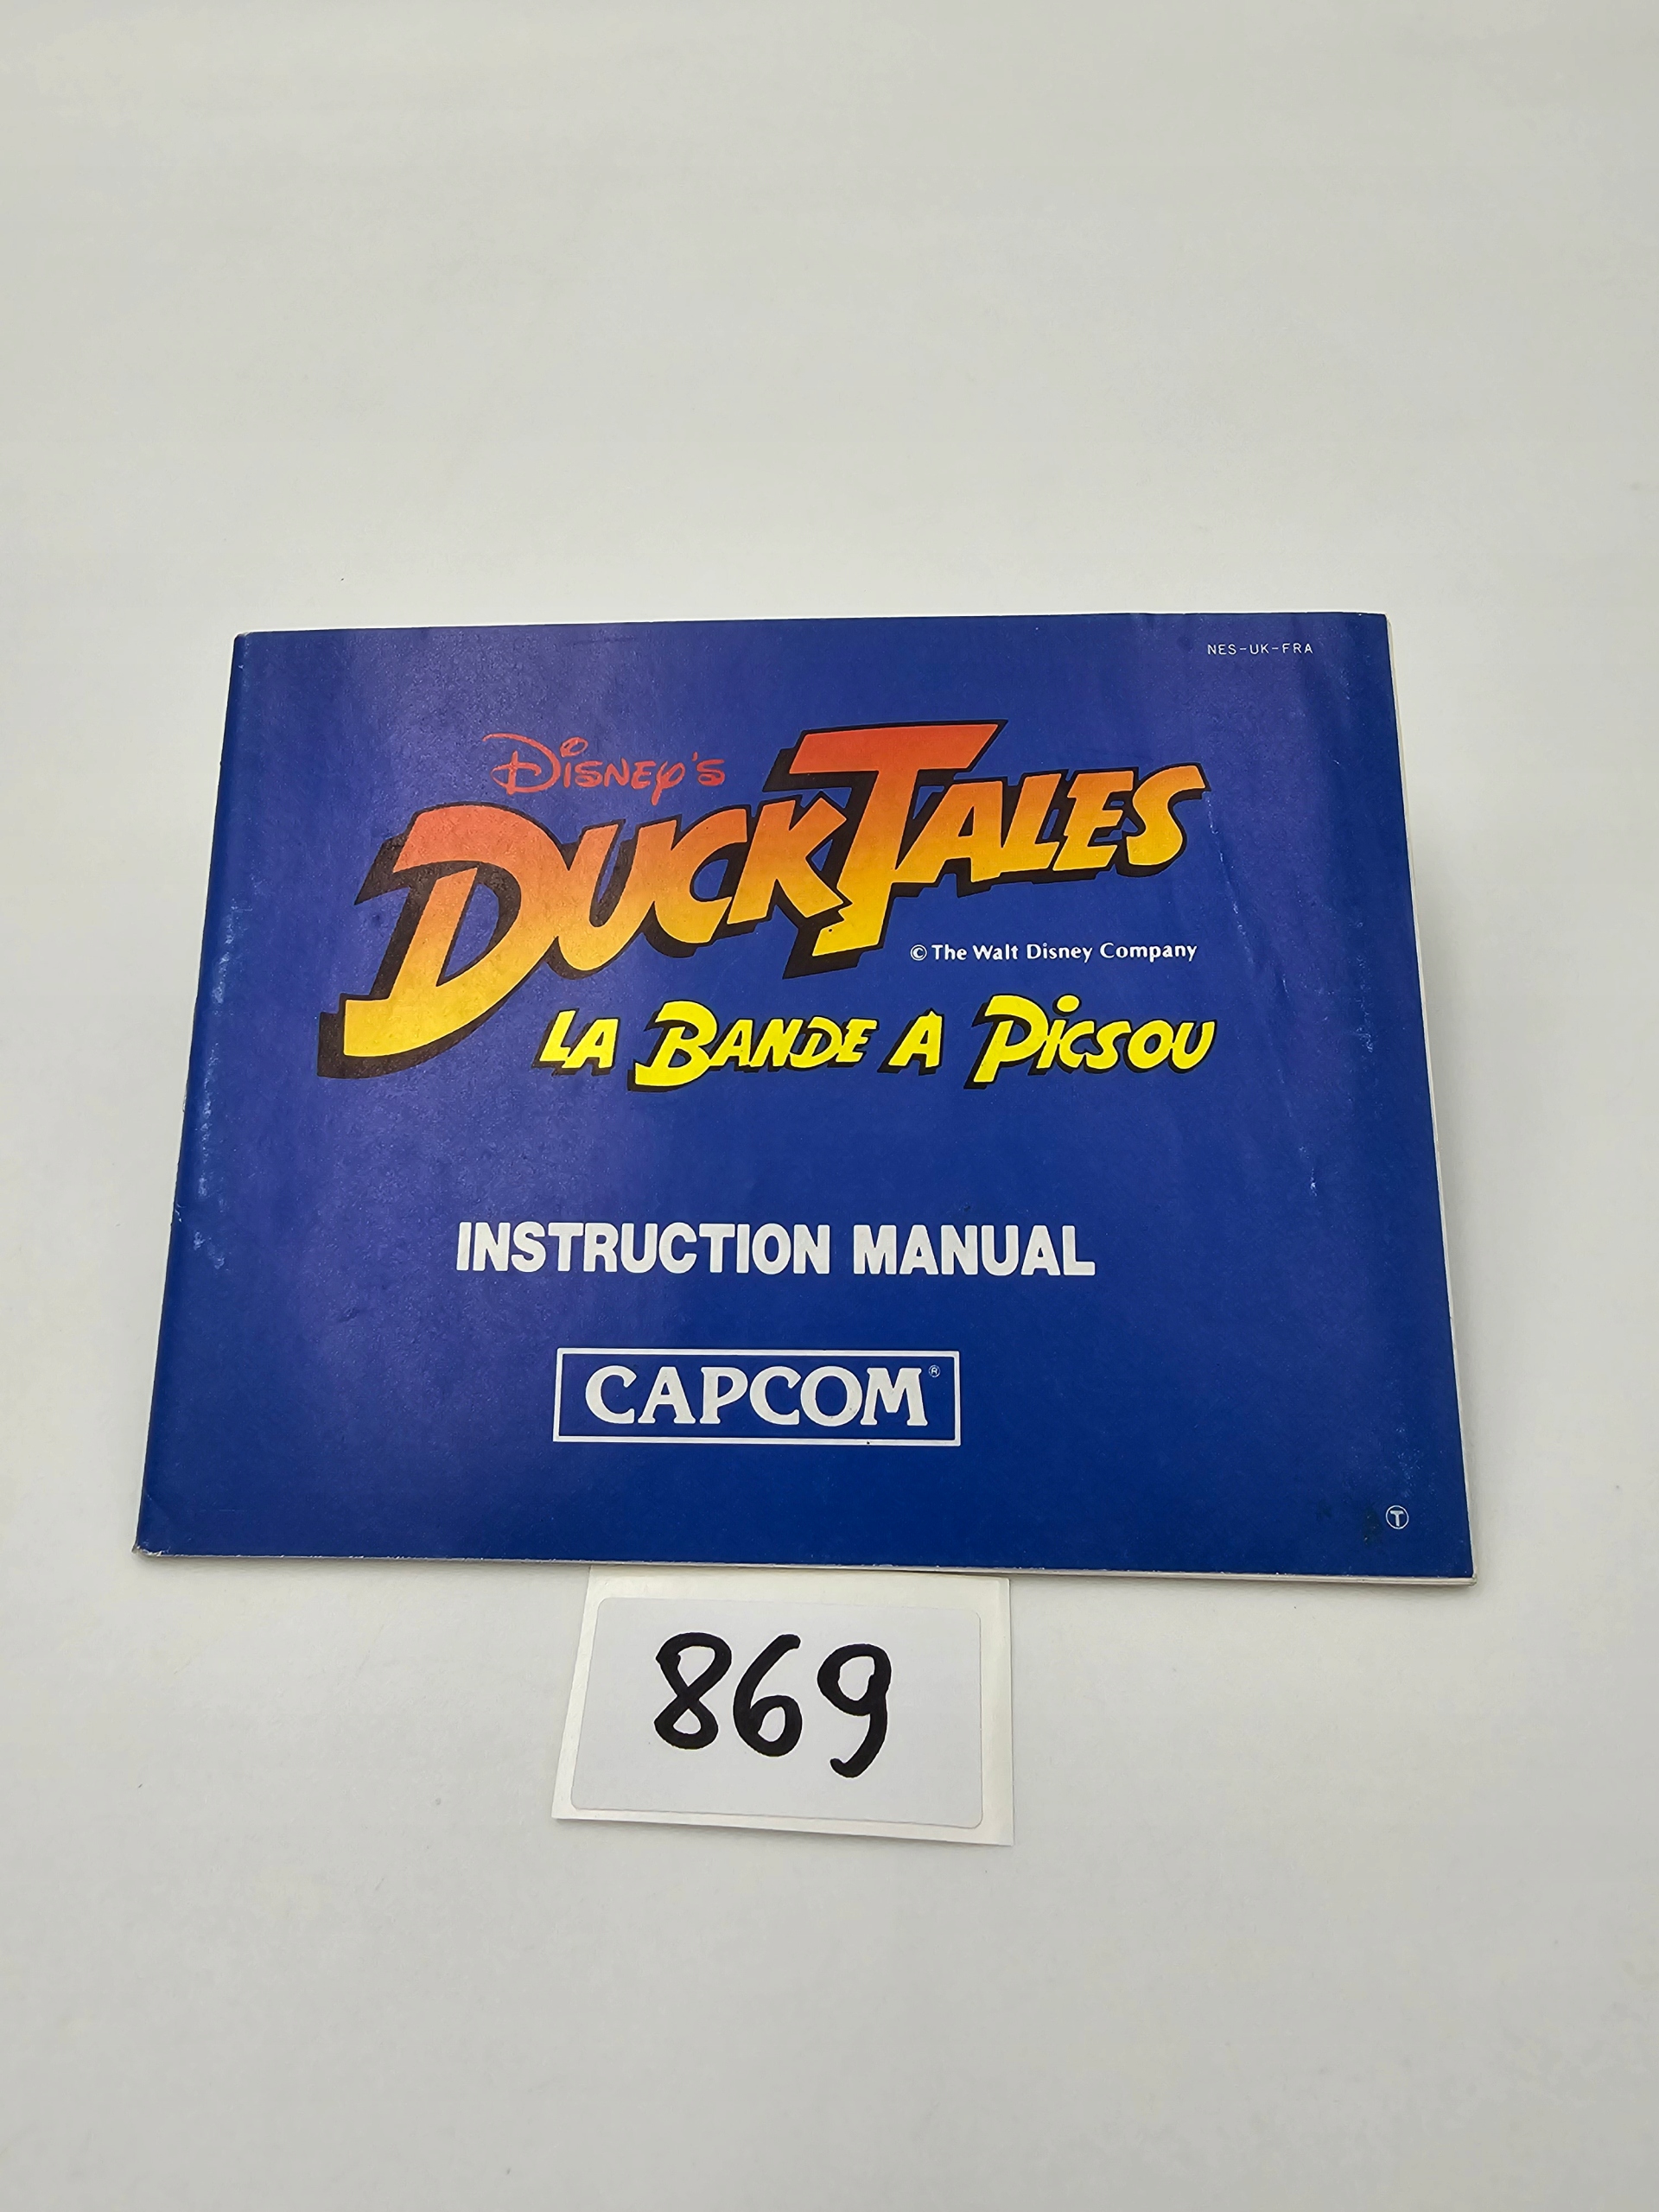 NES-UK-FRA
DISNEY'S
DUCKTALES
© The Walt Disney Company
LA BANDE A PICSOU
INSTRUCTION MANUAL
CAPCOM®
T
869